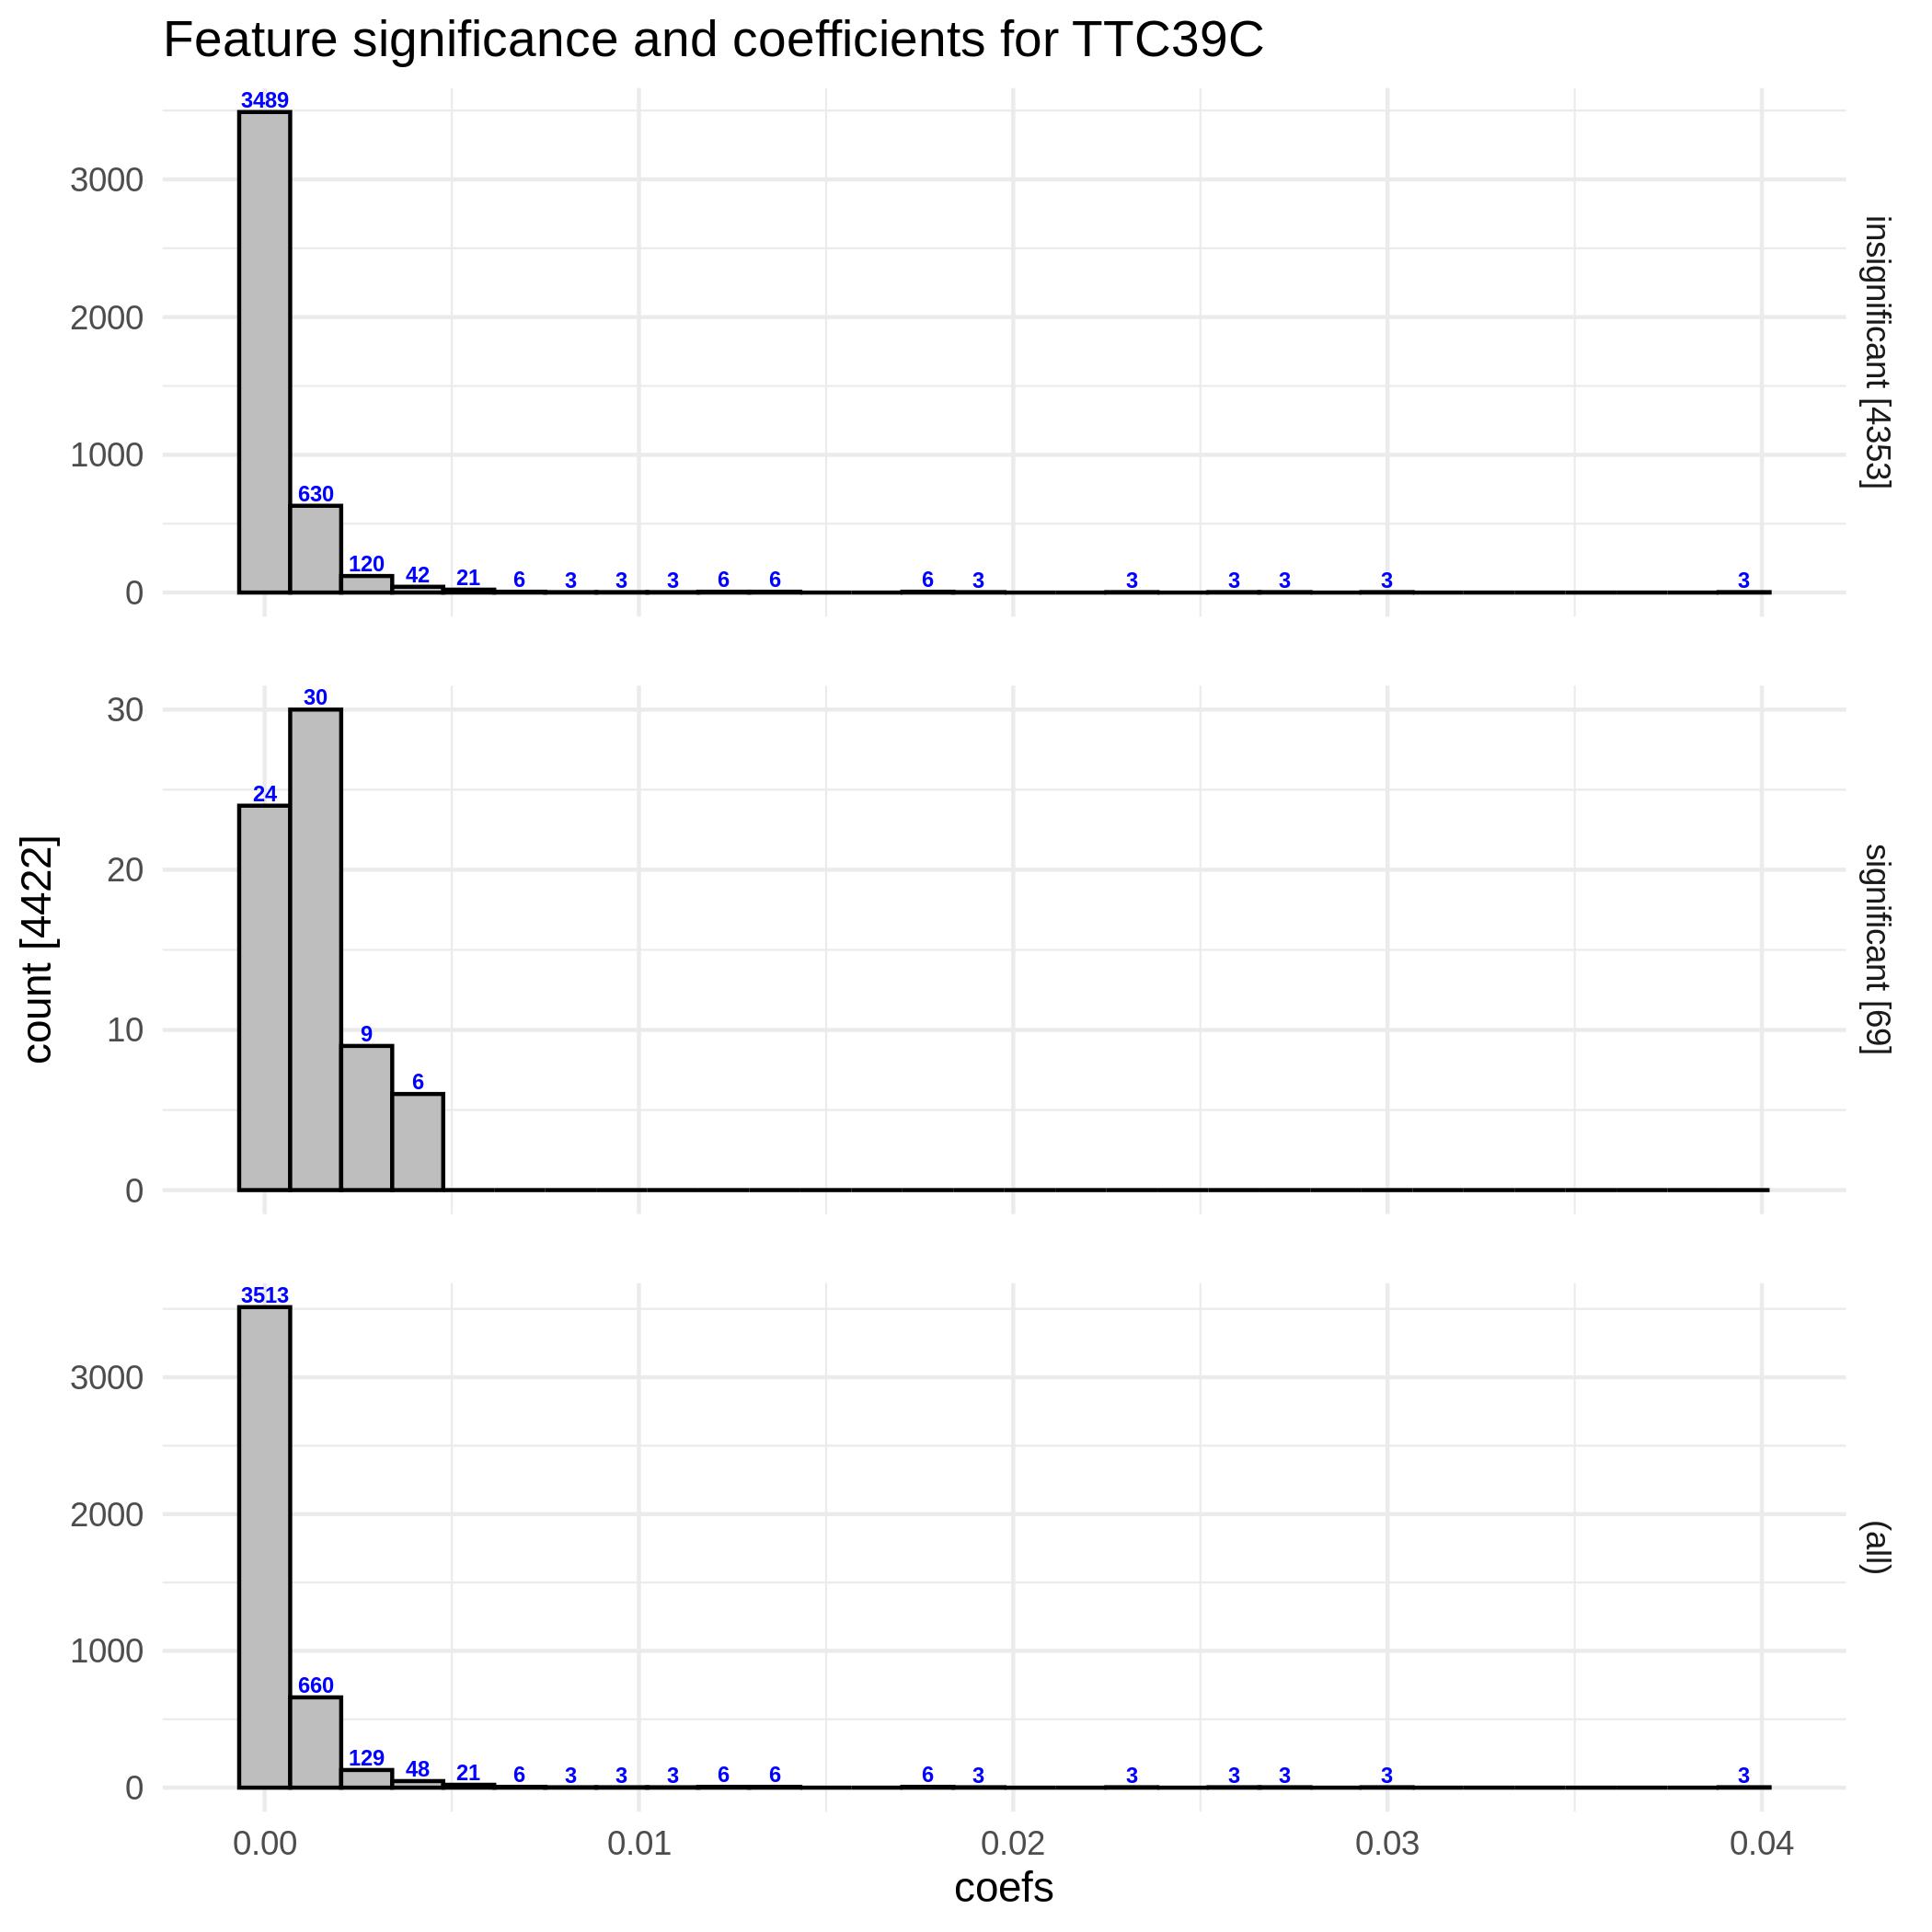 Feature significance and coefficients for TTC39C
3489
3000
2000
1000
630
120 42 21 6 3 3 3 6 6 6 3 3 3 3 3 3
0
insignificant [4353]
30
30
24
20
10
9
6
0
significant [69]
count [4422]
3513
3000
2000
1000
660
129 48 21 6 3 3 3 6 6 6 3 3 3 3 3 3
0
(all)
0.00 0.01 0.02 0.03 0.04
coefs